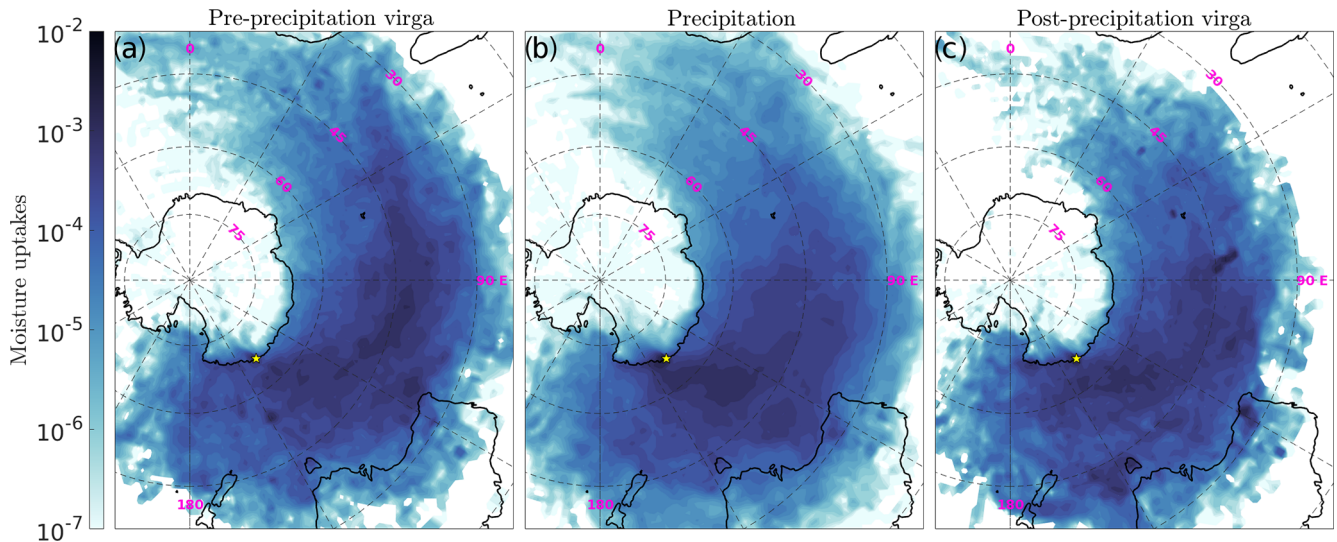 Pre-precipitation virga
Precipitation
Post-precipitation virga
Moisture uptakes
10^-2
10^-3
10^-4
10^-5
10^-6
10^-7
(a)
0
30
45
60
75
90 E
180
(b)
0
30
45
60
75
90 E
180
(c)
0
30
45
60
75
90 E
180